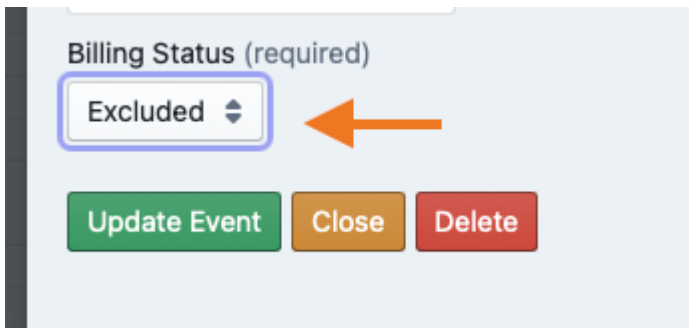 Billing Status (required)
Excluded
Update Event Close Delete